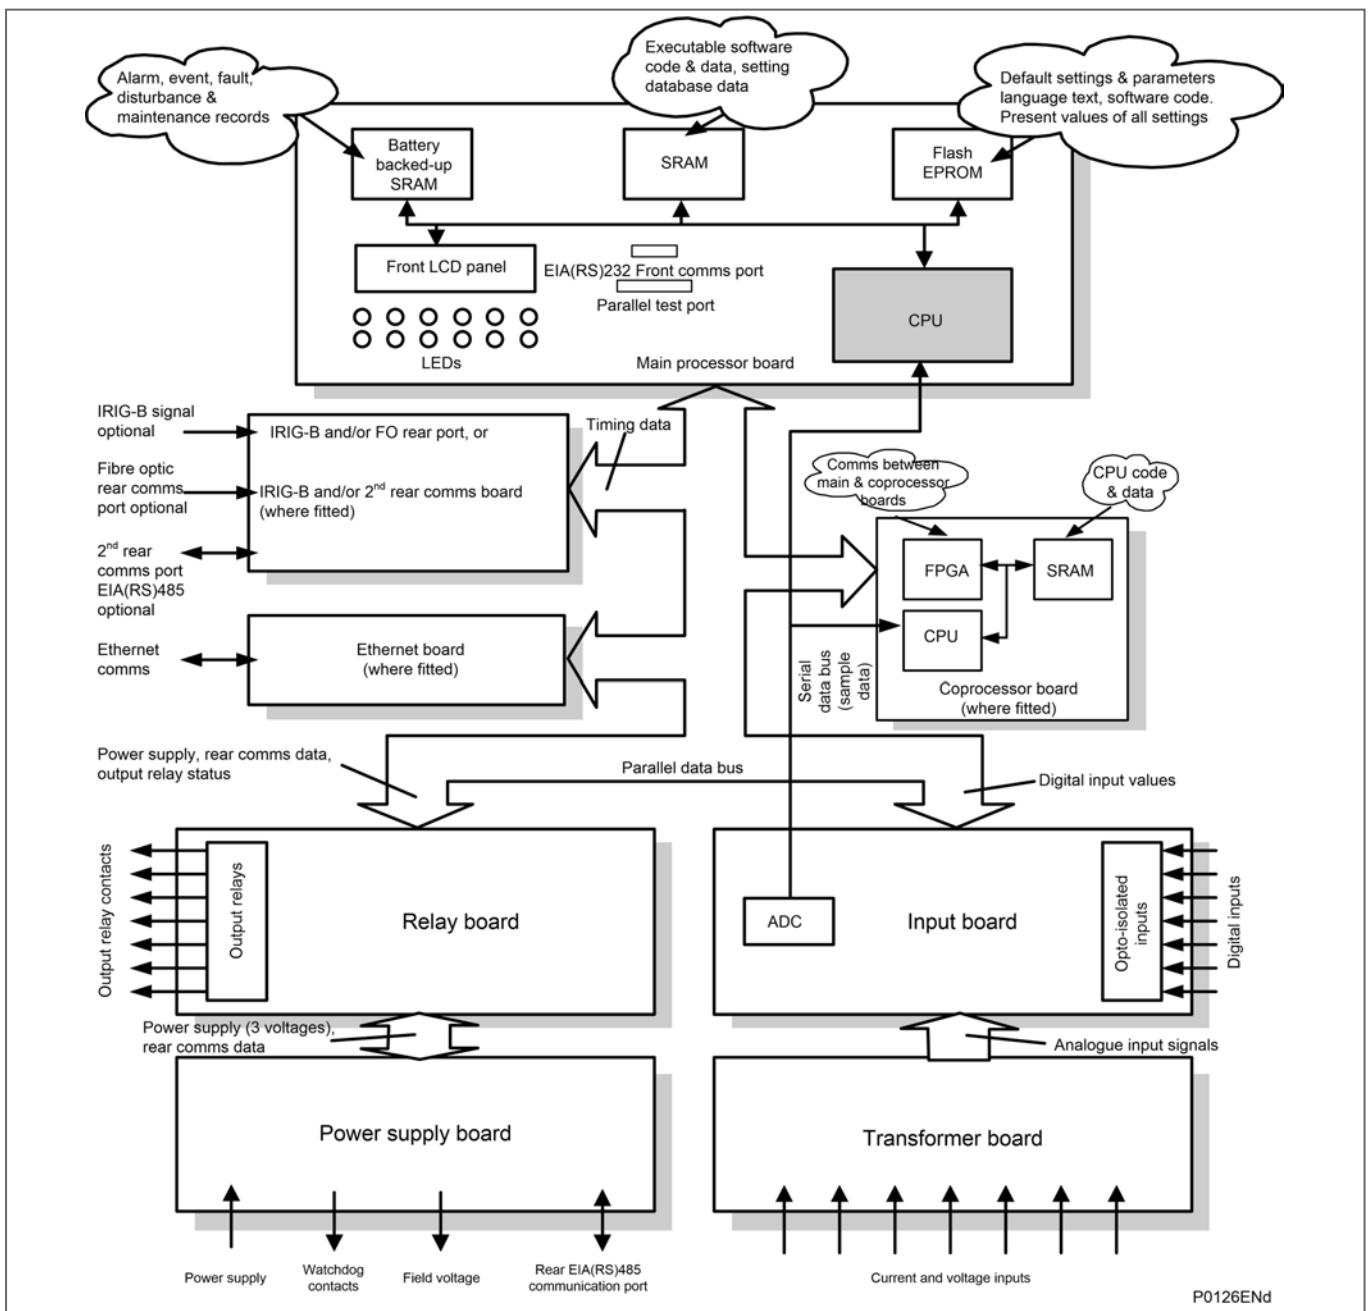 Alarm, event, fault,
disturbance &
maintenance records
Executable software
code & data, setting
database data
Default settings & parameters
language text, software code.
Present values of all settings
Battery
backed-up
SRAM
SRAM
Flash
EPROM
Front LCD panel
EIA(RS)232 Front comms port
Parallel test port
CPU
LEDs
Main processor board
IRIG-B signal
optional
IRIG-B and/or FO rear port, or
Timing data
Fibre optic
rear comms
port optional
IRIG-B and/or 2nd rear comms board
(where fitted)
Comms between
main & coprocessor
boards
CPU code
& data
2nd rear
comms port
EIA(RS)485
optional
FPGA
SRAM
CPU
Ethernet
comms
Ethernet board
(where fitted)
Serial
data bus
(sample
data)
Coprocessor board
(where fitted)
Power supply, rear comms data,
output relay status
Parallel data bus
Digital input values
Output relay contacts
Output relays
Relay board
ADC
Input board
Opto-isolated
inputs
Digital inputs
Power supply (3 voltages),
rear comms data
Analogue input signals
Power supply board
Transformer board
Power supply
Watchdog
contacts
Field voltage
Rear EIA(RS)485
communication port
Current and voltage inputs
P0126ENd